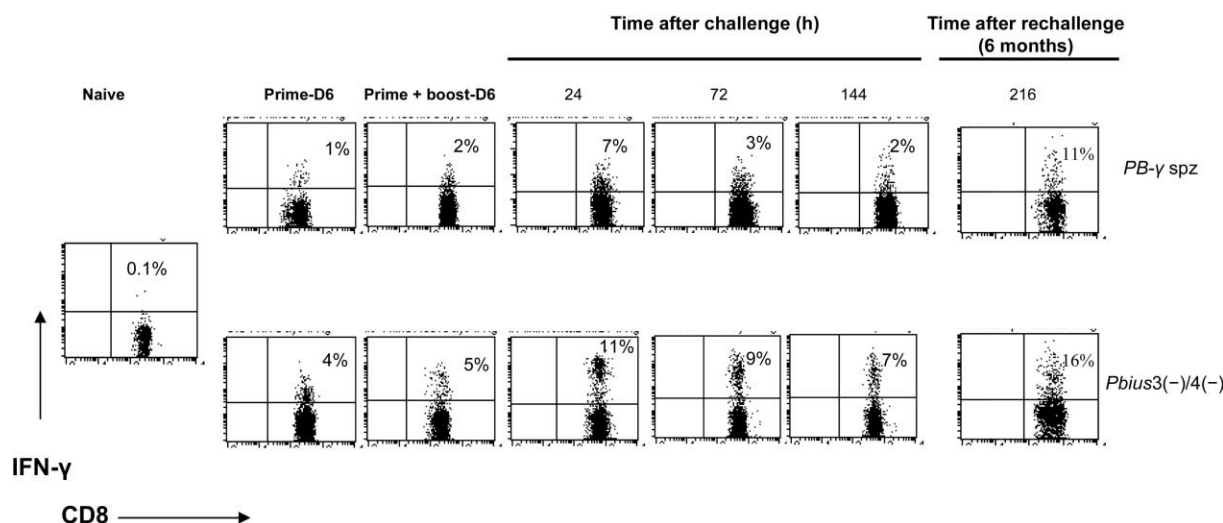 Time after challenge (h)
Time after rechallenge
(6 months)
Naive
Prime-D6
Prime + boost-D6
24
72
144
216
1%
2%
7%
3%
2%
11%
PB-γ spz
0.1%
4%
5%
11%
9%
7%
16%
Pbius3(−)/4(−)
IFN-γ
CD8